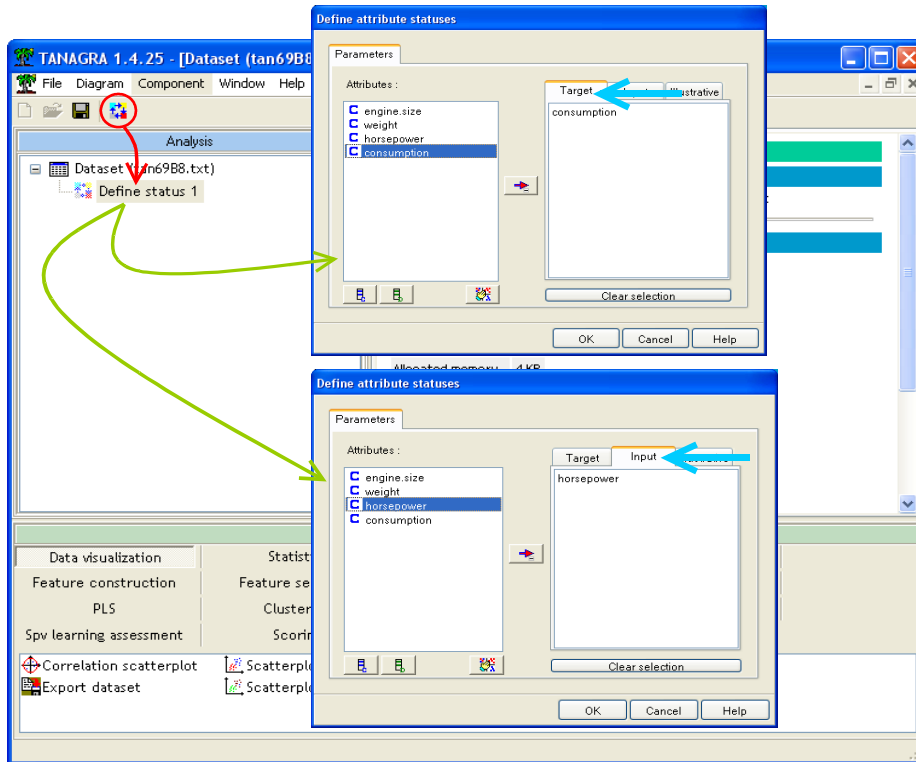 Define attribute statuses
Parameters
Attributes :
engine.size
weight
horsepower
consumption
Target
Illustrative
consumption
Clear selection
OK Cancel Help
TANAGRA 1.4.25 - [Dataset (tan69B8
File Diagram Component Window Help
Analysis
Dataset (tan69B8.txt)
Define status 1
Allocated memory 4 KB
Define attribute statuses
Parameters
Attributes :
engine.size
weight
horsepower
consumption
Target Input
horsepower
Clear selection
OK Cancel Help
Data visualization Statist
Feature construction Feature se
PLS Cluster
Spv learning assessment Scorin
Correlation scatterplot Scatterplo
Export dataset Scatterplo